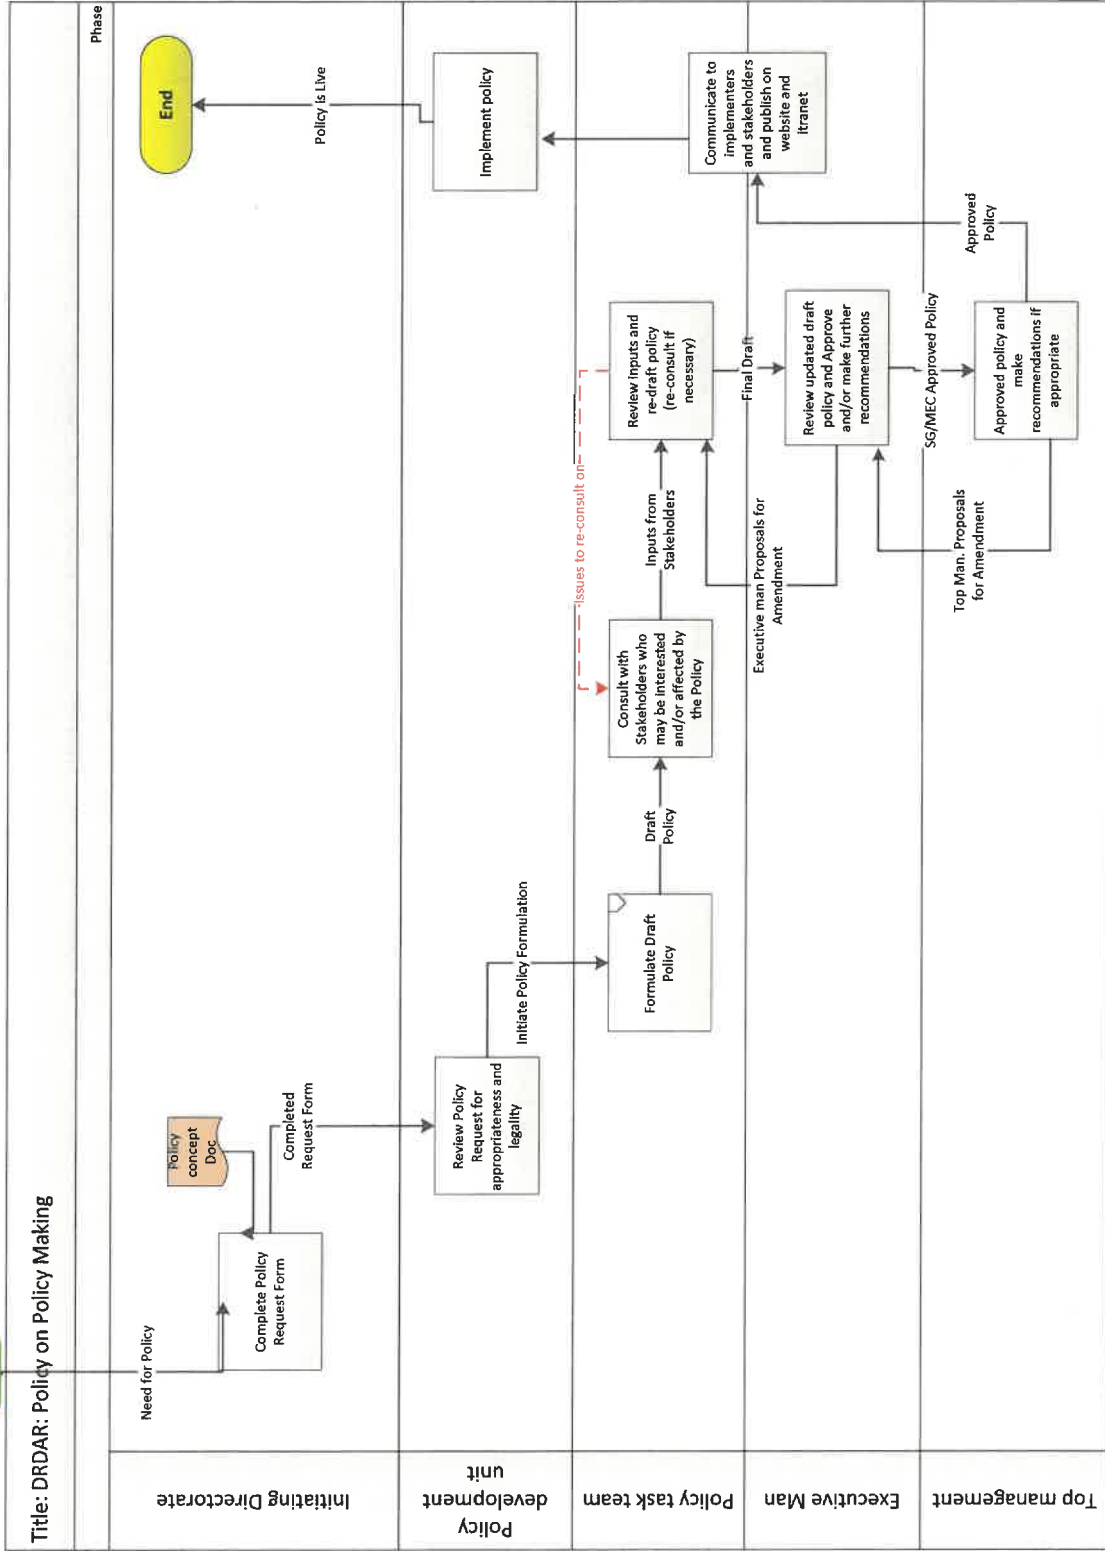 Title: DRDAR: Policy on Policy Making
Phase
Initiating Directorate
Need for Policy
Complete Policy
Request Form
Policy
concept
Doc
Completed
Request Form
Policy is Live
End
Policy
development
unit
Review Policy
Request for
appropriateness and
legality
Initiate Policy Formulation
Implement policy
Policy task team
Formulate Draft
Policy
Draft
Policy
Consult with
Stakeholders who
may be interested
and/or affected by
the Policy
Issues to re-consult on
Inputs from
Stakeholders
Review inputs and
re-draft policy
(re-consult if
necessary)
Final Draft
Communicate to
implementers
and stakeholders
and publish on
website and
itranet
Executive Man
Executive man Proposals for
Amendment
Review updated draft
policy and Approve
and/or make further
recommendations
SG/MEC Approved Policy
Top management
Top Man. Proposals
for Amendment
Approved policy and
make
recommendations if
appropriate
Approved
Policy